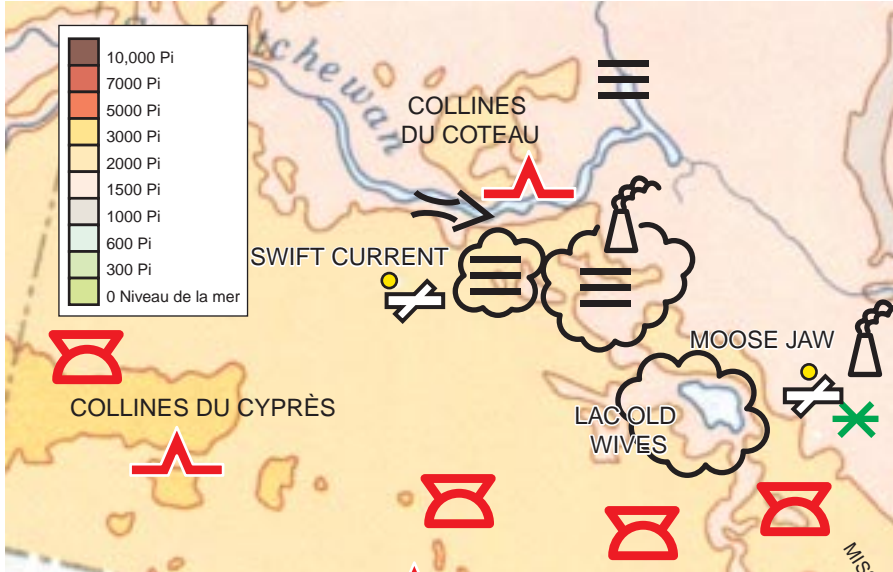 10,000 Pi
7000 Pi
5000 Pi
3000 Pi
2000 Pi
1500 Pi
1000 Pi
600 Pi
300 Pi
0 Niveau de la mer
tchewan
COLLINES
DU COTEAU
SWIFT CURRENT
MOOSE JAW
COLLINES DU CYPRÈS
LAC OLD
WIVES
MIS